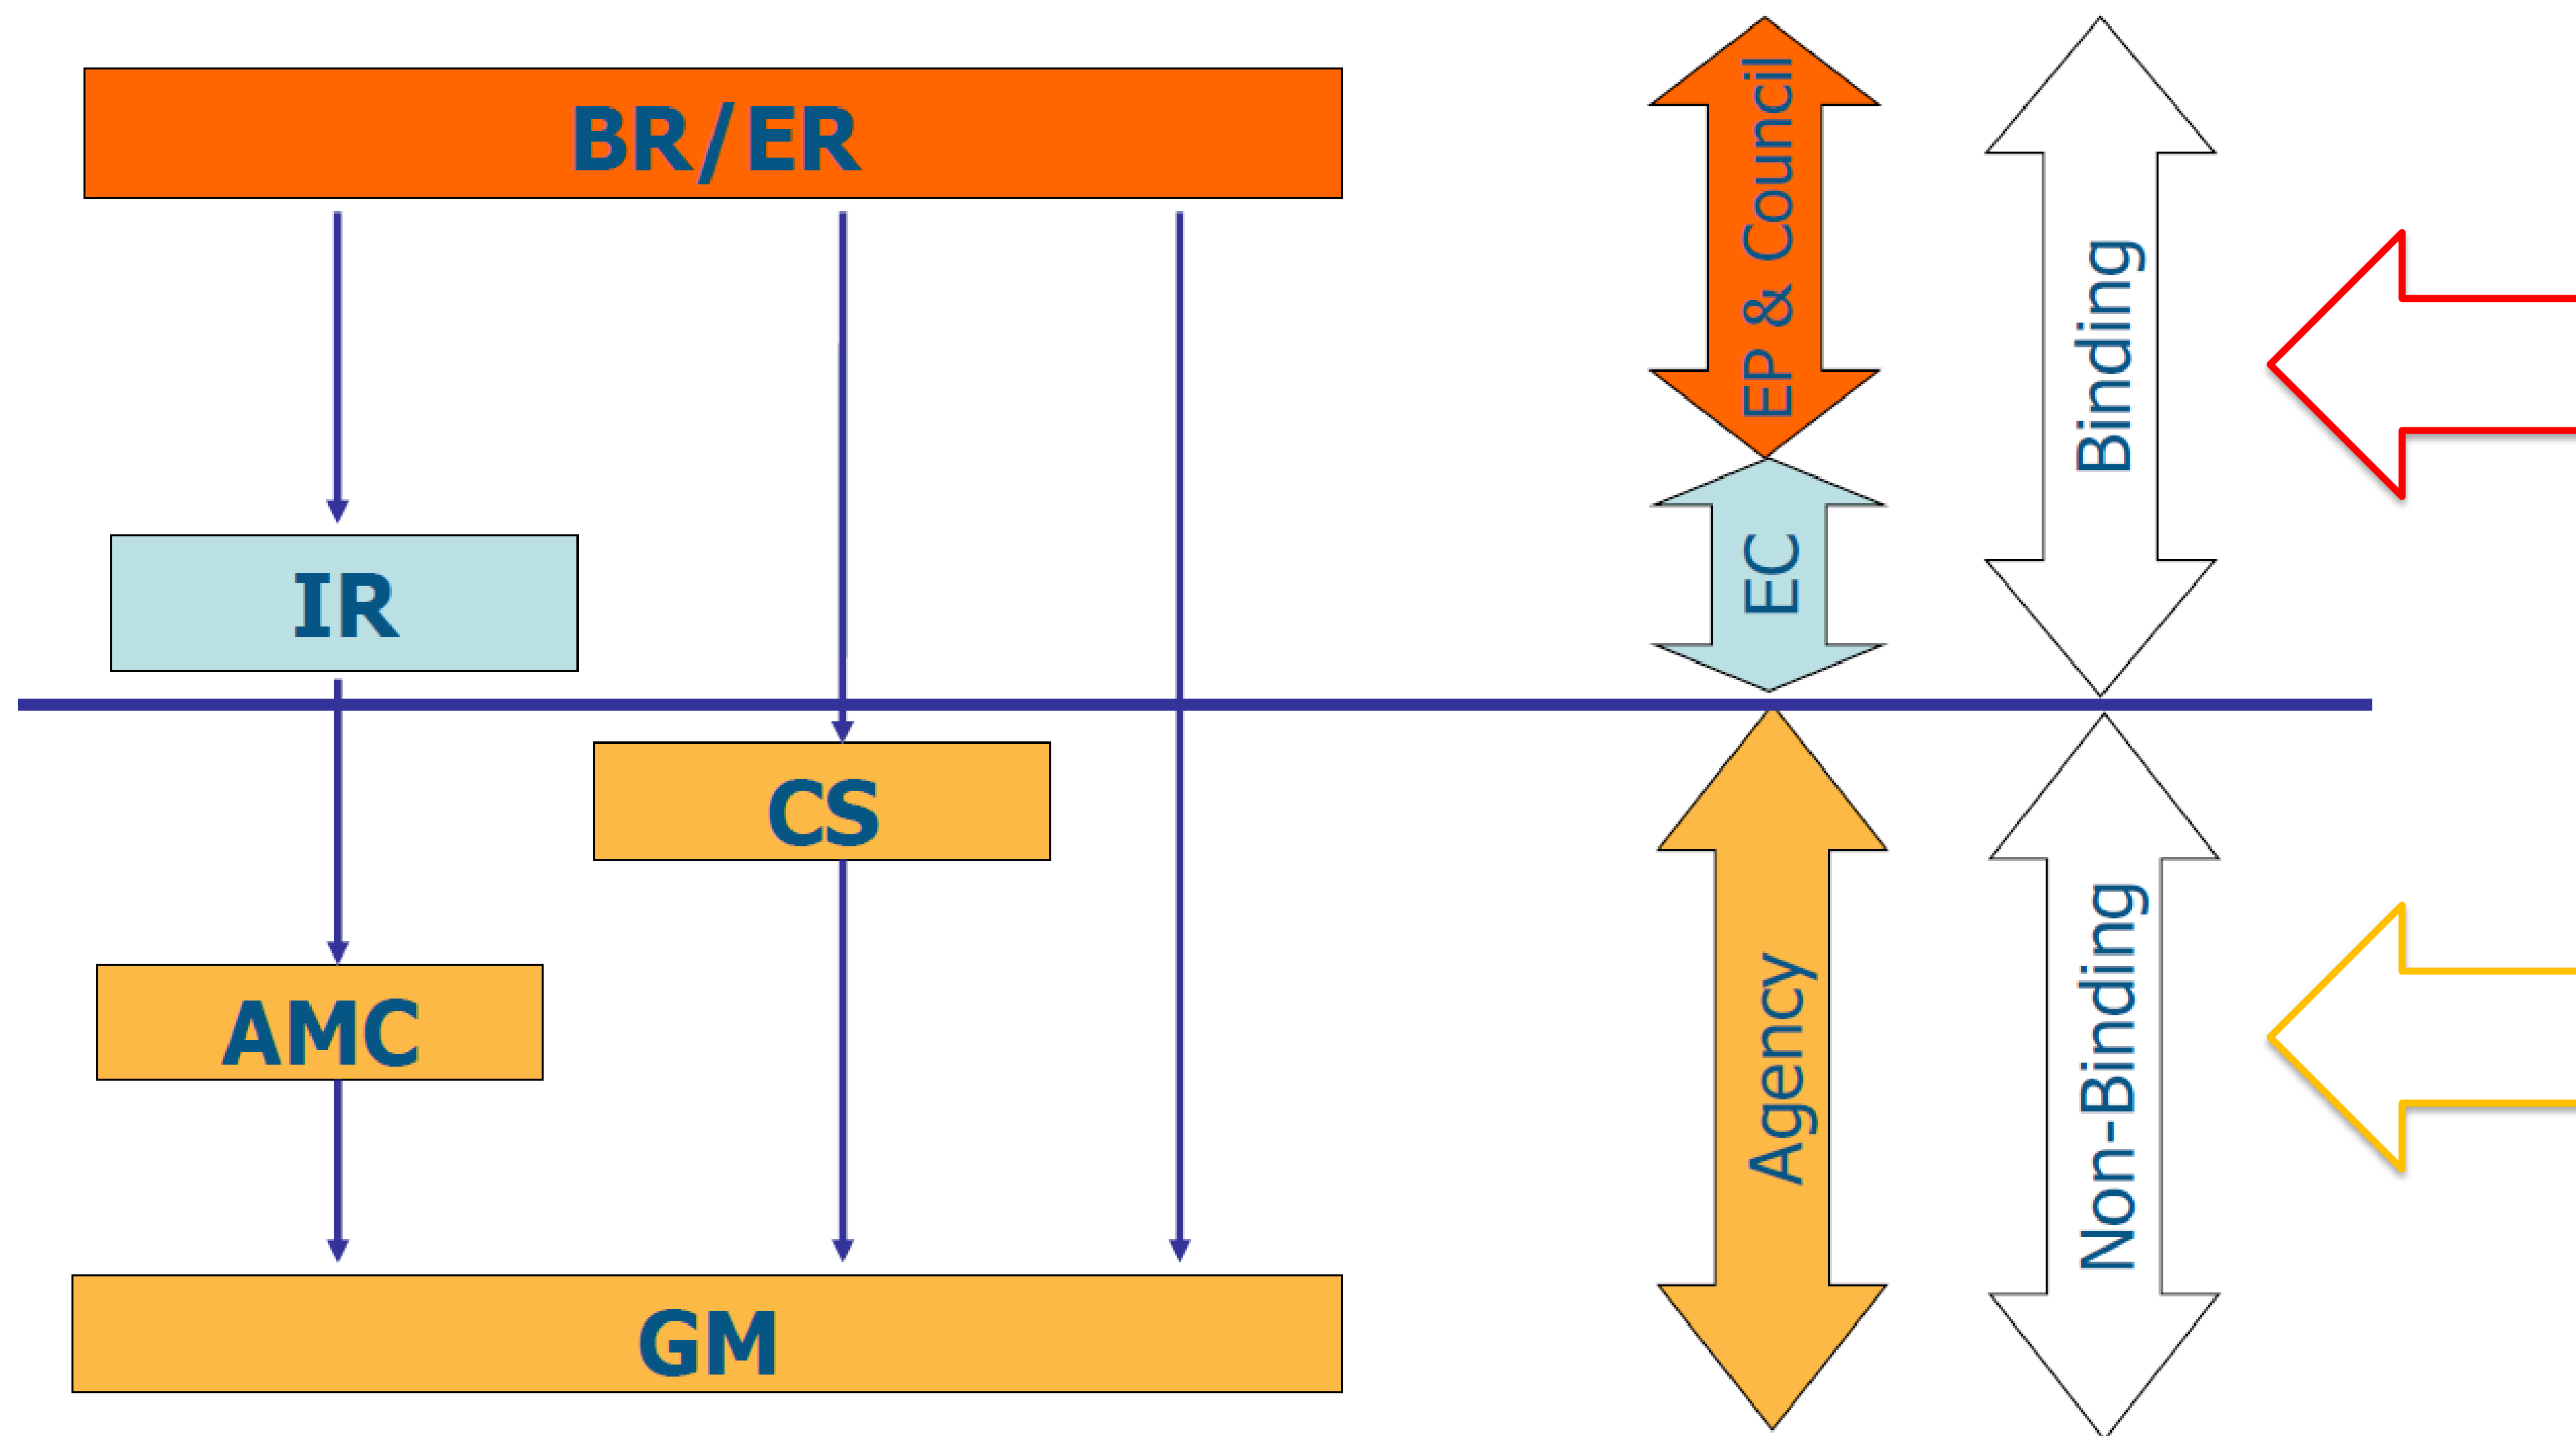 BR/ER
IR
CS
AMC
GM
EP & Council
EC
Agency
Binding
Non-Binding